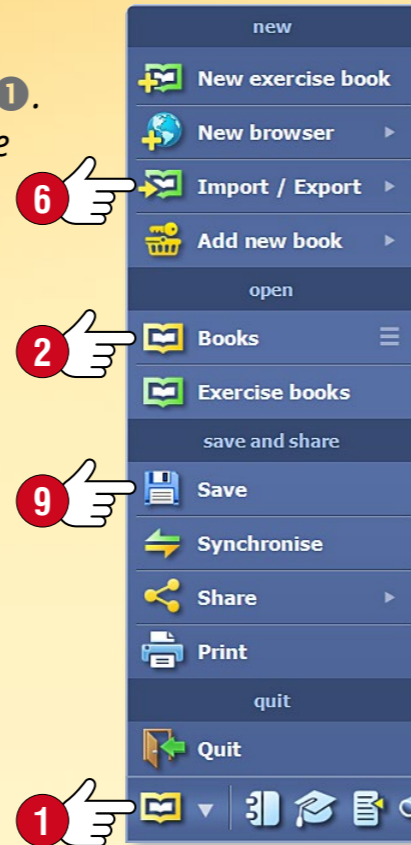 new
❶.
New exercise book
e
New browser
6
Import / Export
Add new book
open
2
Books
Exercise books
save and share
9
Save
Synchronise
Share
Print
quit
Quit
1